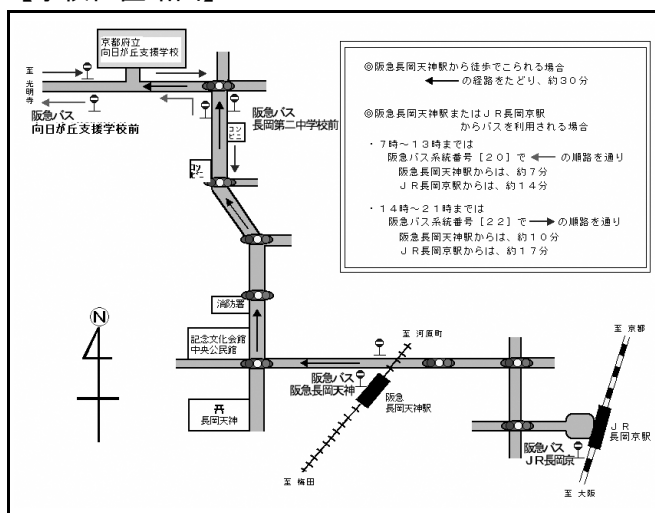 京都府立
向日が丘支援学校
至
光
明
寺
阪急バス
向日が丘支援学校前
阪急バス
長岡第二中学校前
コンビニ
コンビニ
◎阪急長岡天神駅から徒歩でこられる場合
の経路をたどり、約30分
◎阪急長岡天神駅またはJR長岡京駅
からバスを利用される場合
・7時~13時までは
阪急バス系統番号[20]で
の順路を通り
阪急長岡天神駅からは、約7分
JR長岡京駅からは、約14分
・14時~21時までは
阪急バス系統番号[22]で
の順路を通り
阪急長岡天神駅からは、約10分
JR長岡京駅からは、約17分
消防署
記念文化会館
中央公民館
N
至 河原町
至 京都
阪急バス
阪急長岡天神
阪急
長岡天神駅
長岡天神
JR
長岡京駅
阪急バス
JR長岡京
至 梅田
至 大阪